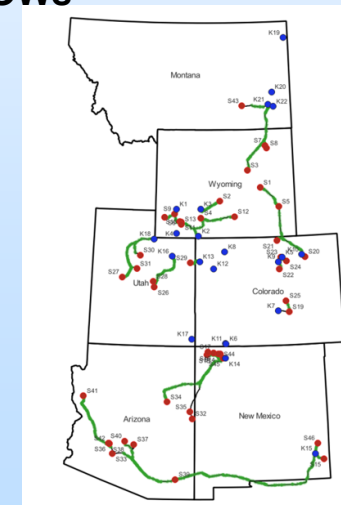 K19
Montana
K20
S43 K21 K22
S7 S8
S3
Wyoming
S1
S2
S5
K1
S9
S4
S12
S13
K2
K18
K16
S29
K13
K8
K12
S30
S31
S27
Utah
S28
S26
S21
S20
S24
S22
Colorado
S25
K7 S19
K17
K11 K6
S44
K14
S34
S35
S32
S41
Arizona
New Mexico
S40
S37
S36
S38
S33
S39
S46
K15
S15